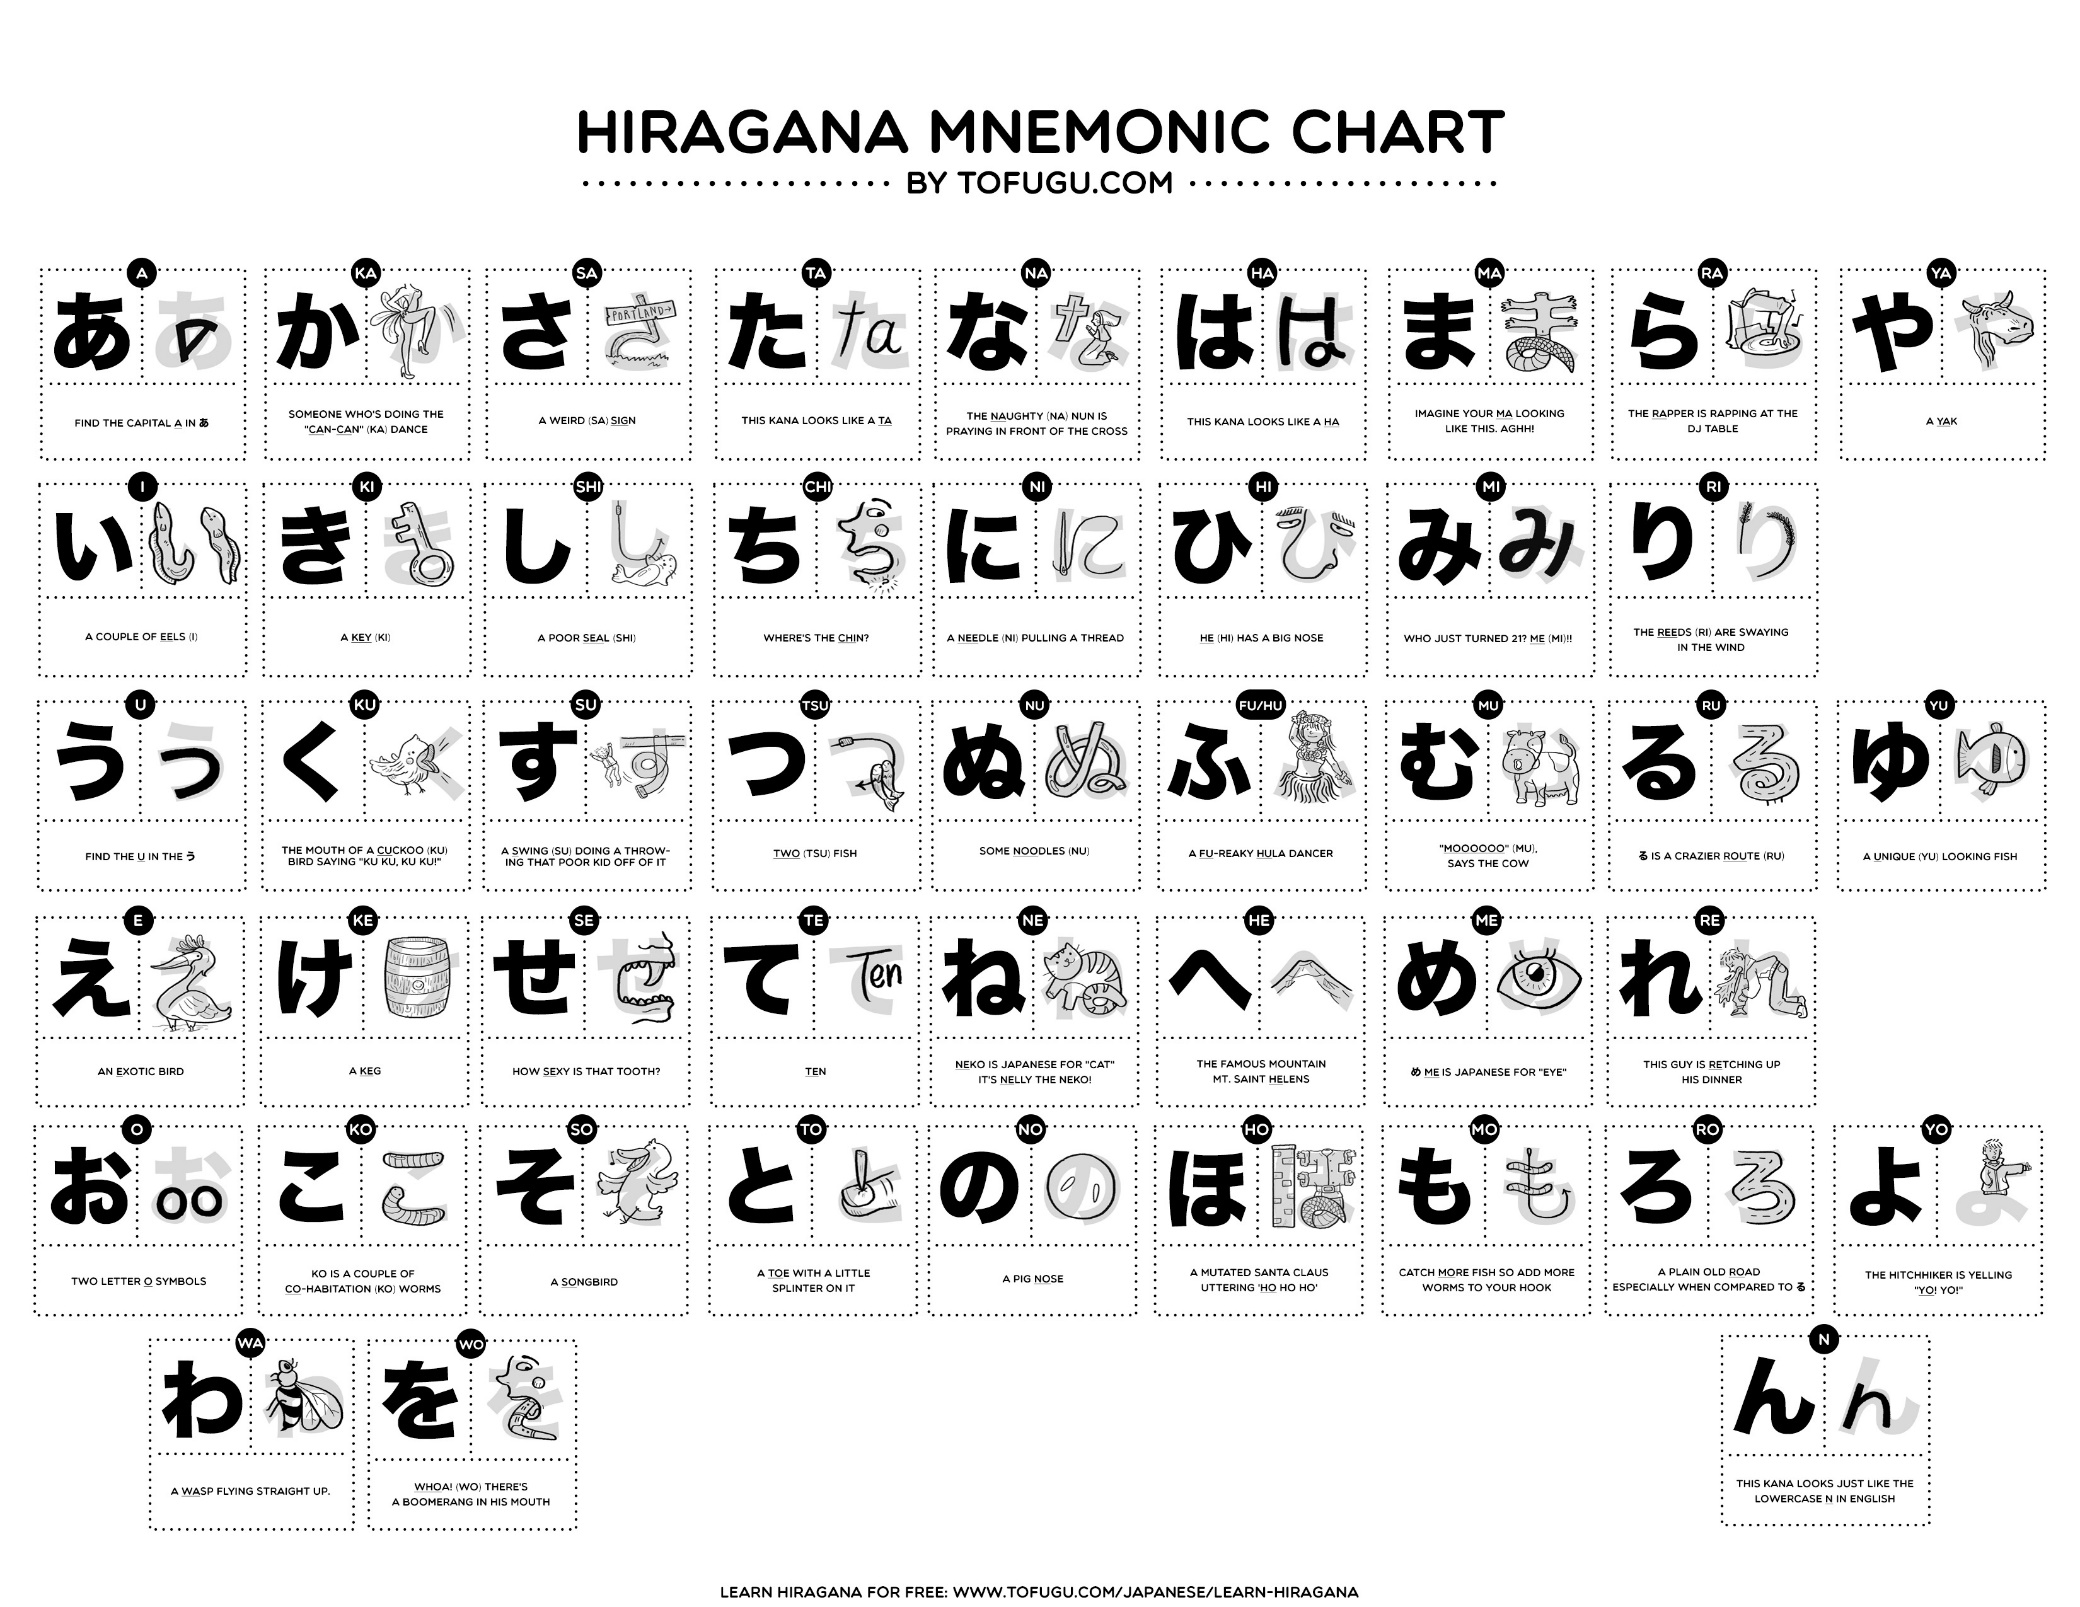 HIRAGANA MNEMONIC CHART
BY TOFUGU.COM
A
あ
FIND THE CAPITAL A IN あ
KA
か
SOMEONE WHO'S DOING THE
"CAN-CAN" (KA) DANCE
SA
さ
PORTLAND→
A WEIRD (SA) SIGN
TA
た
ta
THIS KANA LOOKS LIKE A TA
NA
な
THE NAUGHTY (NA) NUN IS
PRAYING IN FRONT OF THE CROSS
HA
は
Ha
THIS KANA LOOKS LIKE A HA
MA
ま
IMAGINE YOUR MA LOOKING
LIKE THIS. AGHH!
RA
ら
THE RAPPER IS RAPPING AT THE
DJ TABLE
YA
や
A YAK
I
い
A COUPLE OF EELS (I)
KI
き
A KEY (KI)
SHI
し
A POOR SEAL (SHI)
CHI
ち
WHERE'S THE CHIN?
NI
に
A NEEDLE (NI) PULLING A THREAD
HI
ひ
HE (HI) HAS A BIG NOSE
MI
み
WHO JUST TURNED 21? ME (MI)!!
RI
り
THE REEDS (RI) ARE SWAYING
IN THE WIND
U
う
FIND THE U IN THE う
KU
く
THE MOUTH OF A CUCKOO (KU)
BIRD SAYING "KU KU, KU KU!"
SU
す
A SWING (SU) DOING A THROW-
ING THAT POOR KID OFF OF IT
TSU
つ
TWO (TSU) FISH
NU
ぬ
SOME NOODLES (NU)
FU/HU
ふ
A FU-REAKY HULA DANCER
MU
む
"MOOOOOO" (MU),
SAYS THE COW
RU
る
る IS A CRAZIER ROUTE (RU)
YU
ゆ
A UNIQUE (YU) LOOKING FISH
E
え
AN EXOTIC BIRD
KE
け
A KEG
SE
せ
HOW SEXY IS THAT TOOTH?
TE
て
Ten
TEN
NE
ね
NEKO IS JAPANESE FOR "CAT"
IT'S NELLY THE NEKO!
HE
へ
THE FAMOUS MOUNTAIN
MT. SAINT HELENS
ME
め
め ME IS JAPANESE FOR "EYE"
RE
れ
THIS GUY IS RETCHING UP
HIS DINNER
O
お
oo
TWO LETTER O SYMBOLS
KO
こ
KO IS A COUPLE OF
CO-HABITATION (KO) WORMS
SO
そ
A SONGBIRD
TO
と
A TOE WITH A LITTLE
SPLINTER ON IT
NO
の
A PIG NOSE
HO
ほ
A MUTATED SANTA CLAUS
UTTERING 'HO HO HO'
MO
も
CATCH MORE FISH SO ADD MORE
WORMS TO YOUR HOOK
RO
ろ
A PLAIN OLD ROAD
ESPECIALLY WHEN COMPARED TO る
YO
よ
THE HITCHHIKER IS YELLING
"YO! YO!"
WA
わ
A WASP FLYING STRAIGHT UP.
WO
を
WHOA! (WO) THERE'S
A BOOMERANG IN HIS MOUTH
N
ん
n
THIS KANA LOOKS JUST LIKE THE
LOWERCASE N IN ENGLISH
LEARN HIRAGANA FOR FREE: WWW.TOFUGU.COM/JAPANESE/LEARN-HIRAGANA